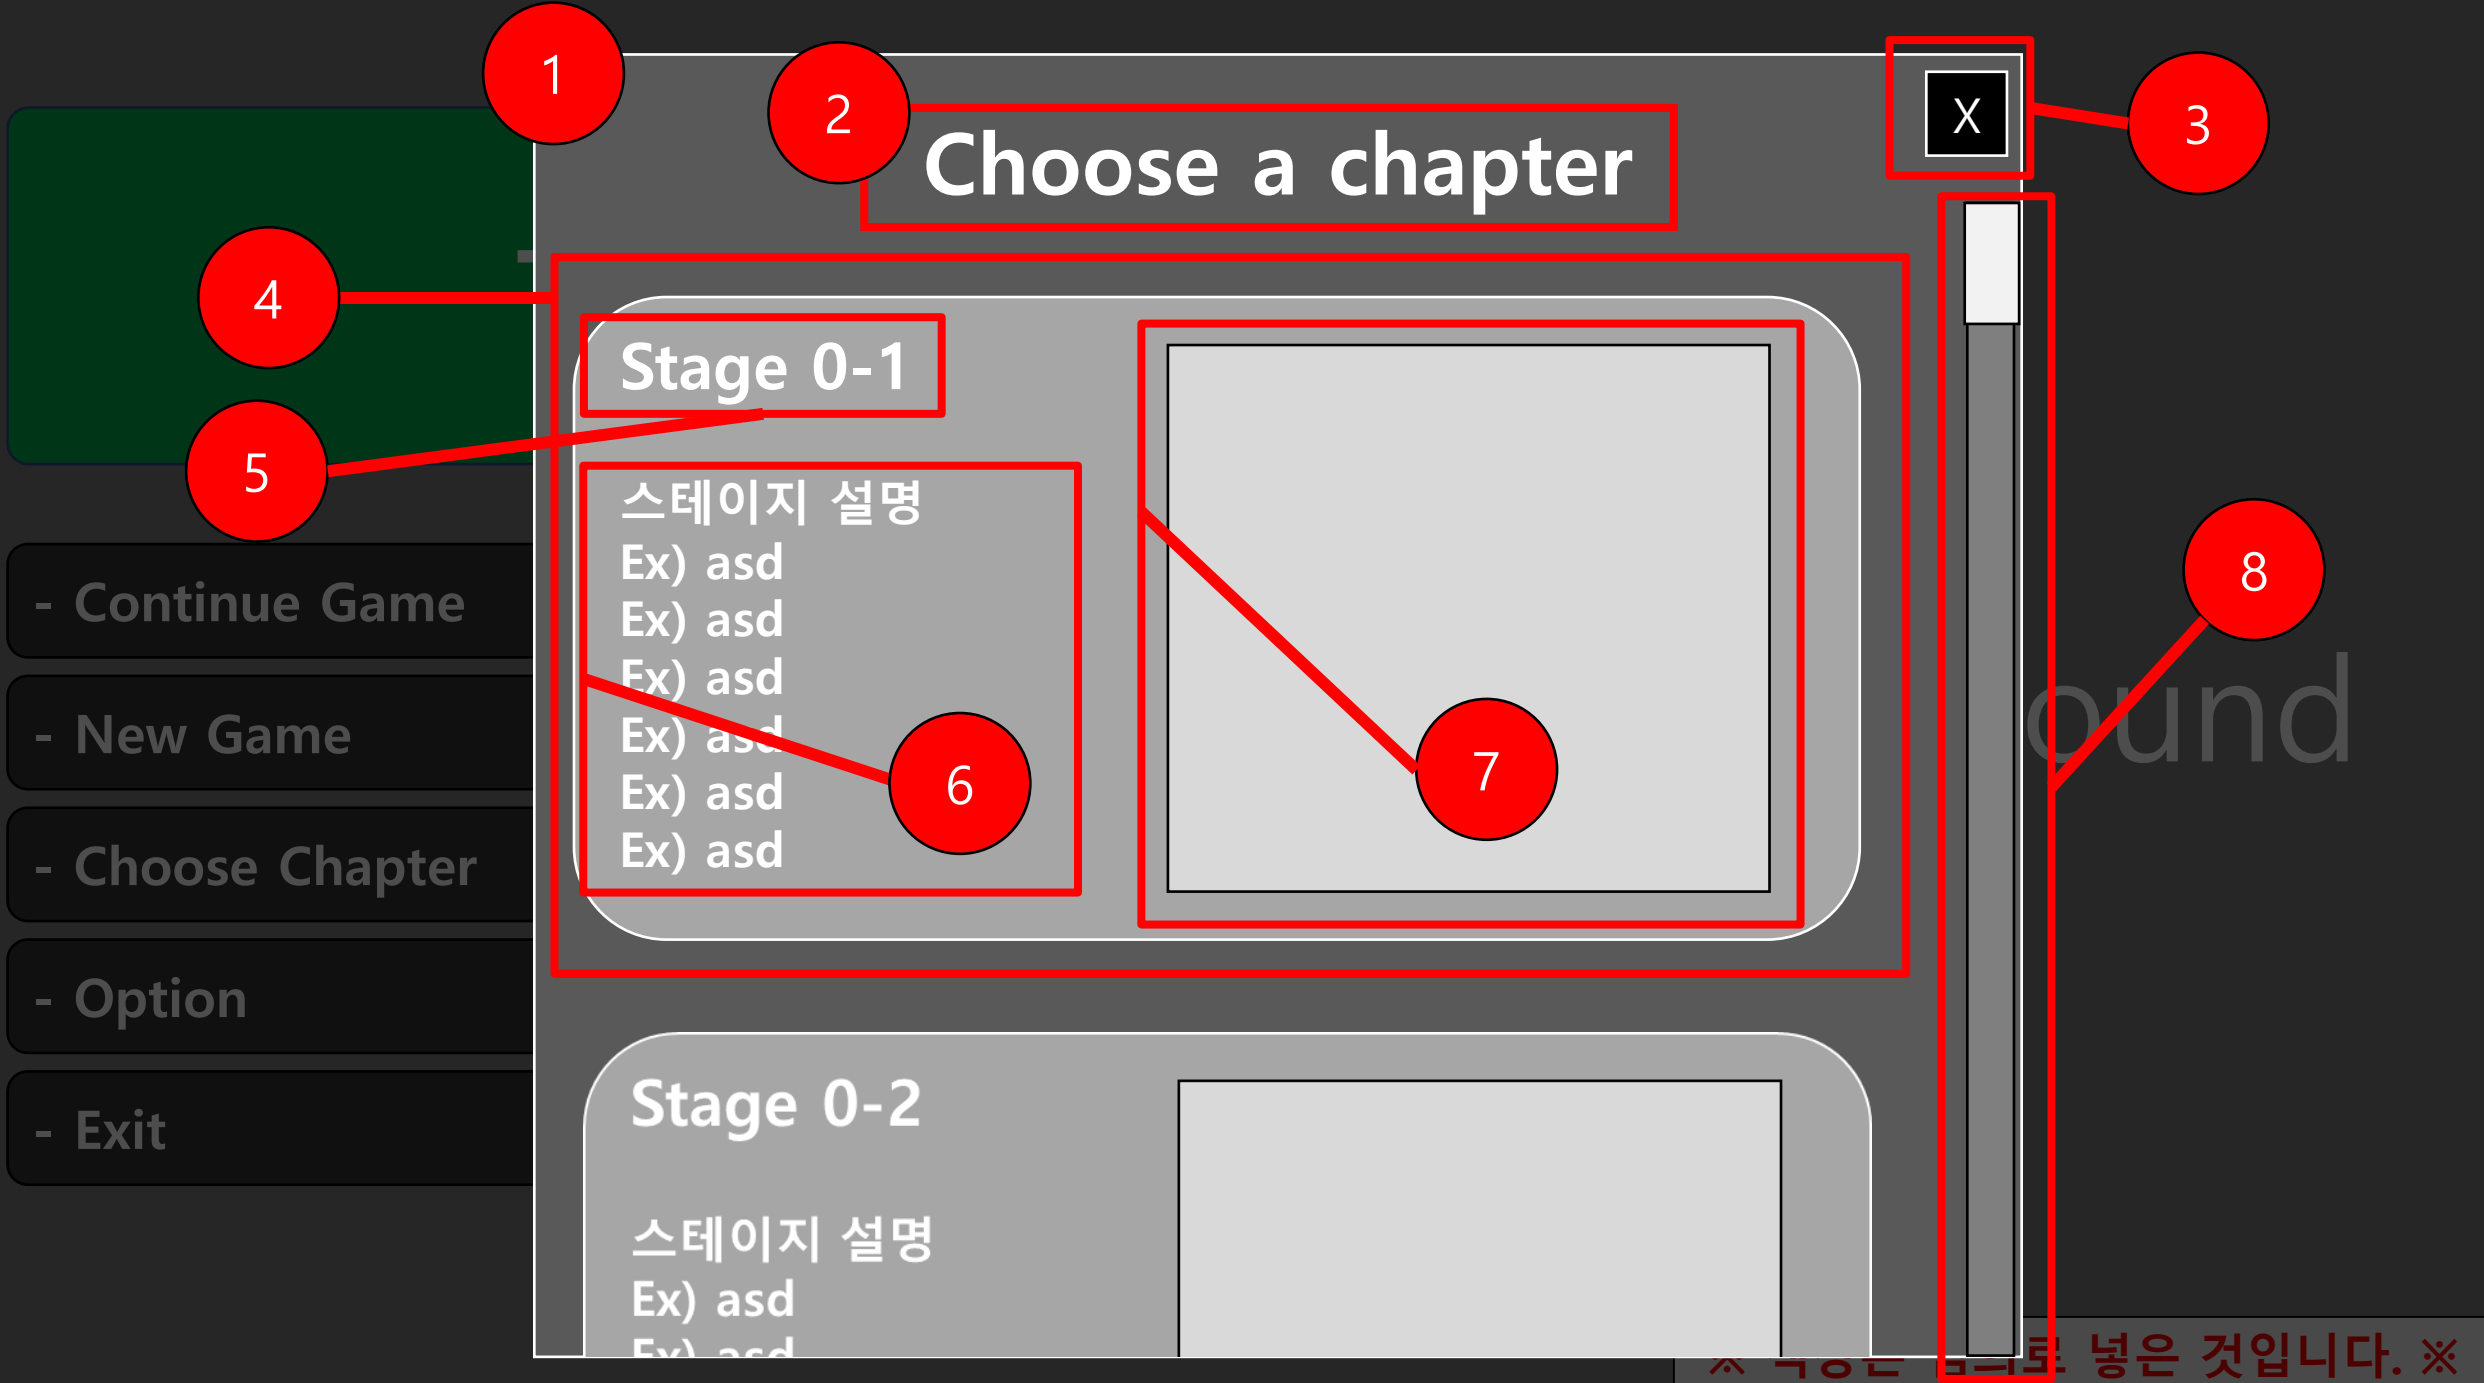 1
2
Choose a chapter
X
3
4
Stage 0-1
5
스테이지 설명
Ex) asd
Ex) asd
Ex) asd
Ex) asd
Ex) asd
Ex) asd
6
7
8
- Continue Game
- New Game
- Choose Chapter
- Option
- Exit
ound
Stage 0-2
스테이지 설명
Ex) asd
Ex) asd
※ 넣은 것입니다. ※